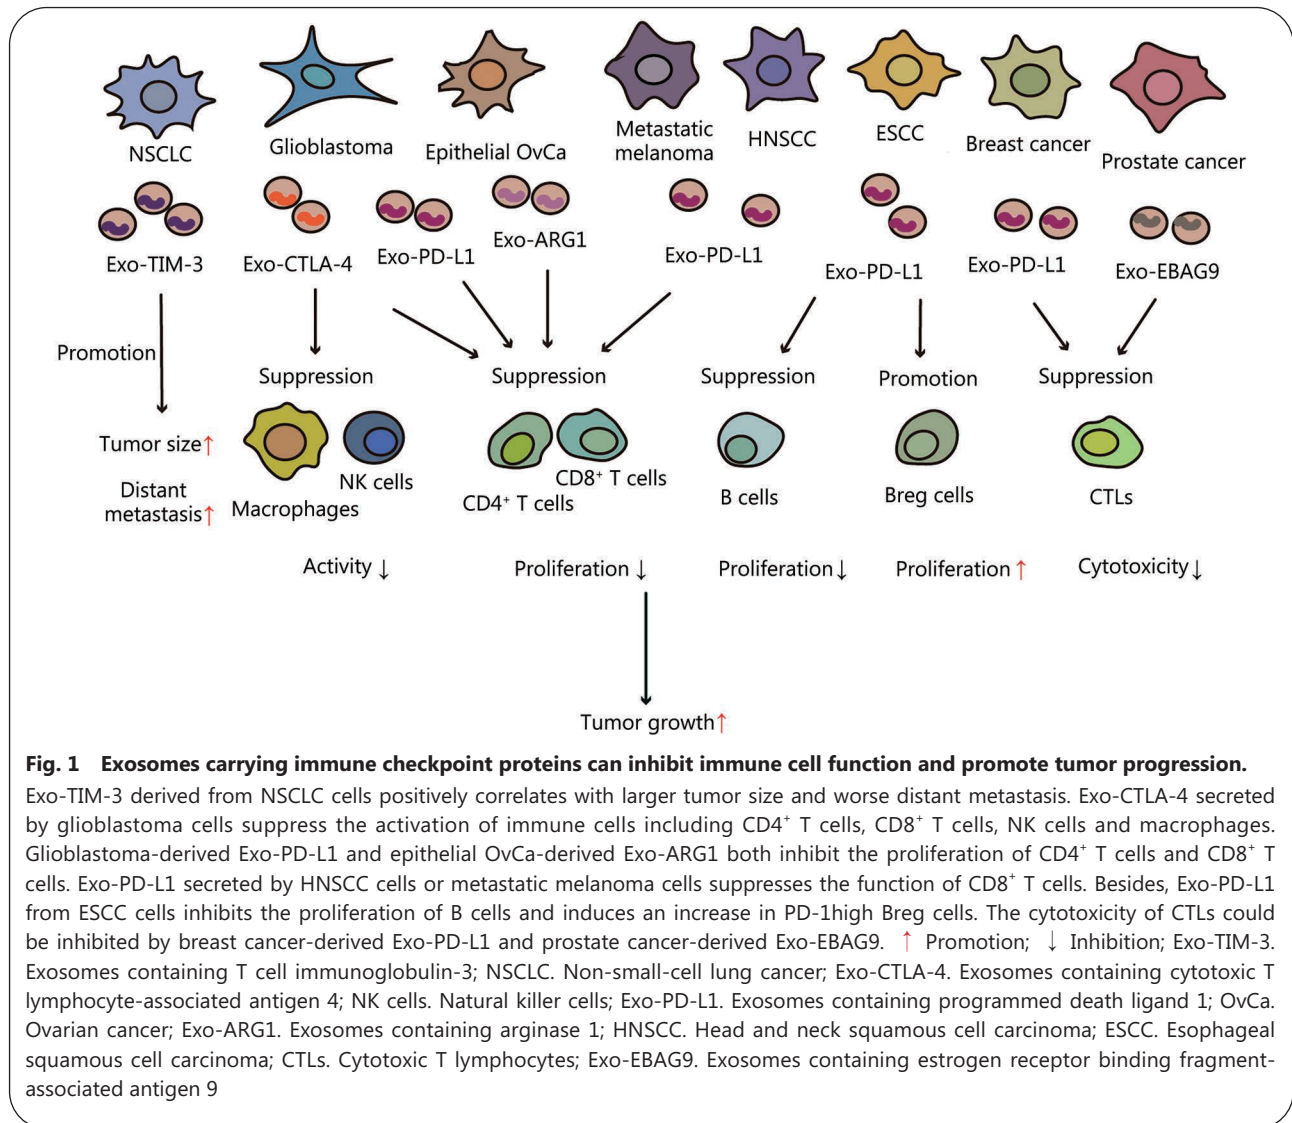 NSCLC
Glioblastoma
Epithelial OvCa
Metastatic
melanoma
HNSCC
ESCC
Breast cancer
Prostate cancer
Exo-TIM-3
Exo-CTLA-4
Exo-PD-L1
Exo-ARG1
Exo-PD-L1
Exo-PD-L1
Exo-PD-L1
Exo-EBAG9
Promotion
Suppression
Suppression
Suppression
Promotion
Suppression
Tumor size↑
Distant
metastasis↑
Macrophages
NK cells
CD4⁺ T cells
CD8⁺ T cells
B cells
Breg cells
CTLs
Activity ↓
Proliferation ↓
Proliferation ↓
Proliferation ↑
Cytotoxicity ↓
Tumor growth↑
Fig. 1 Exosomes carrying immune checkpoint proteins can inhibit immune cell function and promote tumor progression.
Exo-TIM-3 derived from NSCLC cells positively correlates with larger tumor size and worse distant metastasis. Exo-CTLA-4 secreted
by glioblastoma cells suppress the activation of immune cells including CD4⁺ T cells, CD8⁺ T cells, NK cells and macrophages.
Glioblastoma-derived Exo-PD-L1 and epithelial OvCa-derived Exo-ARG1 both inhibit the proliferation of CD4⁺ T cells and CD8⁺ T
cells. Exo-PD-L1 secreted by HNSCC cells or metastatic melanoma cells suppresses the function of CD8⁺ T cells. Besides, Exo-PD-L1
from ESCC cells inhibits the proliferation of B cells and induces an increase in PD-1high Breg cells. The cytotoxicity of CTLs could
be inhibited by breast cancer-derived Exo-PD-L1 and prostate cancer-derived Exo-EBAG9. ↑ Promotion; ↓ Inhibition; Exo-TIM-3.
Exosomes containing T cell immunoglobulin-3; NSCLC. Non-small-cell lung cancer; Exo-CTLA-4. Exosomes containing cytotoxic T
lymphocyte-associated antigen 4; NK cells. Natural killer cells; Exo-PD-L1. Exosomes containing programmed death ligand 1; OvCa.
Ovarian cancer; Exo-ARG1. Exosomes containing arginase 1; HNSCC. Head and neck squamous cell carcinoma; ESCC. Esophageal
squamous cell carcinoma; CTLs. Cytotoxic T lymphocytes; Exo-EBAG9. Exosomes containing estrogen receptor binding fragment-
associated antigen 9